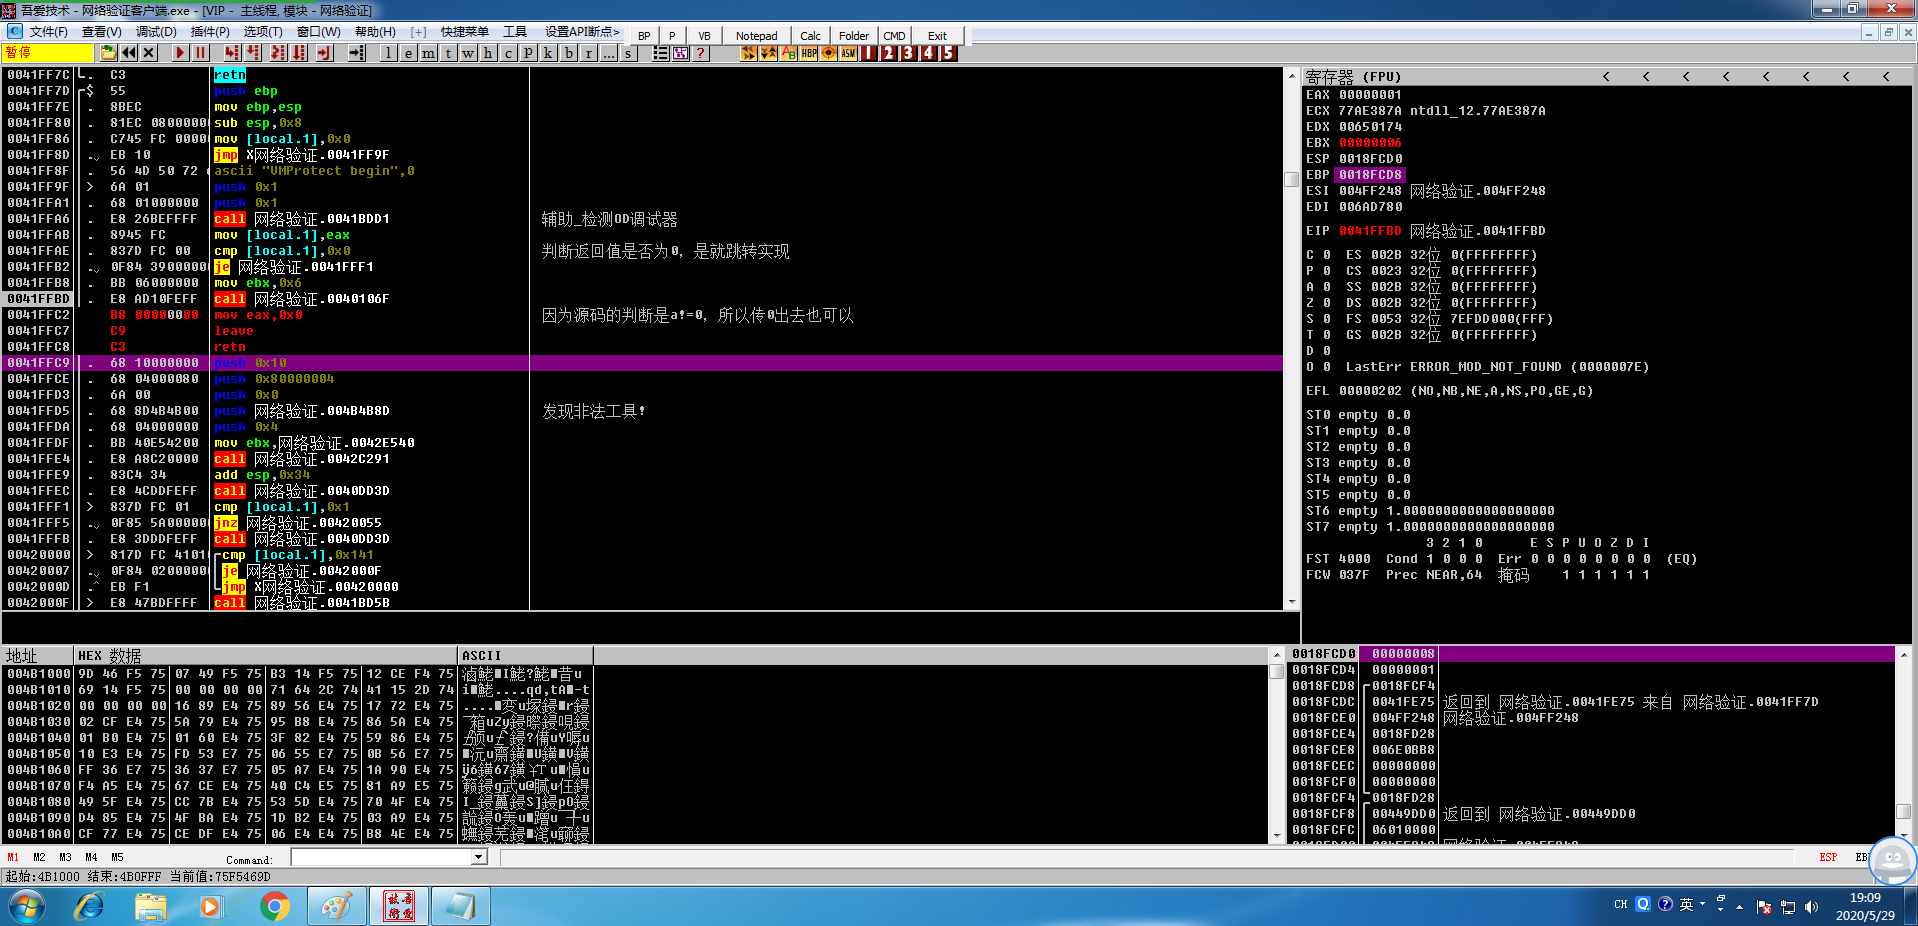 吾爱技术 - 网络验证客户端.exe - [VIP - 主线程, 模块 - 网络验证]
文件(F) 查看(V) 调试(D) 插件(P) 选项(T) 窗口(W) 帮助(H) [+] 快捷菜单 工具 设置API断点> BP P VB Notepad Calc Folder CMD Exit
暂停 l e m t w h c p k b r ... s ? HBP ASM 1 2 3 4 5
0041FF7C . C3 retn
0041FF7D $ 55 push ebp
0041FF7E . 8BEC mov ebp,esp
0041FF80 . 81EC 08000000 sub esp,0x8
0041FF86 . C745 FC 0000 mov [local.1],0x0
0041FF8D . EB 10 jmp X网络验证.0041FF9F
0041FF8F . 56 4D 50 72 ascii "VMProtect begin",0
0041FF9F > 6A 01 push 0x1
0041FFA1 . 68 01000000 push 0x1
0041FFA6 . E8 26BEFFFF call 网络验证.0041BDD1 辅助_检测OD调试器
0041FFAB . 8945 FC mov [local.1],eax
0041FFAE . 837D FC 00 cmp [local.1],0x0 判断返回值是否为0, 是就跳转实现
0041FFB2 . 0F84 39000000 je 网络验证.0041FFF1
0041FFB8 . BB 06000000 mov ebx,0x6
0041FFBD . E8 AD10FEFF call 网络验证.0040106F
0041FFC2 B8 00000000 mov eax,0x0 因为源码的判断是a!=0, 所以传0出去也可以
0041FFC7 C9 leave
0041FFC8 C3 retn
0041FFC9 . 68 10000000 push 0x10
0041FFCE . 68 04000080 push 0x80000004
0041FFD3 . 6A 00 push 0x0
0041FFD5 . 68 8D4B4B00 push 网络验证.004B4B8D 发现非法工具!
0041FFDA . 68 04000000 push 0x4
0041FFDF . BB 40E54200 mov ebx,网络验证.0042E540
0041FFE4 . E8 A8C20000 call 网络验证.0042C291
0041FFE9 . 83C4 34 add esp,0x34
0041FFEC . E8 4CDDFEFF call 网络验证.0040DD3D
0041FFF1 > 837D FC 01 cmp [local.1],0x1
0041FFF5 . 0F85 5A000000 jnz 网络验证.00420055
0041FFFB . E8 3DDDFEFF call 网络验证.0040DD3D
00420000 > 817D FC 4101 cmp [local.1],0x141
00420007 . 0F84 02000000 je 网络验证.0042000F
0042000D .^ EB F1 jmp X网络验证.00420000
0042000F > E8 47BDFFFF call 网络验证.0041BD5B
寄存器 (FPU) < < < < < < < <
EAX 00000001
ECX 77AE387A ntdll_12.77AE387A
EDX 00650174
EBX 00000006
ESP 0018FCD0
EBP 0018FCD8
ESI 004FF248 网络验证.004FF248
EDI 006AD780
EIP 0041FFBD 网络验证.0041FFBD
C 0 ES 002B 32位 0(FFFFFFFF)
P 0 CS 0023 32位 0(FFFFFFFF)
A 0 SS 002B 32位 0(FFFFFFFF)
Z 0 DS 002B 32位 0(FFFFFFFF)
S 0 FS 0053 32位 7EFDD000(FFF)
T 0 GS 002B 32位 0(FFFFFFFF)
D 0
O 0 LastErr ERROR_MOD_NOT_FOUND (0000007E)
EFL 00000202 (NO,NB,NE,A,NS,PO,GE,G)
ST0 empty 0.0
ST1 empty 0.0
ST2 empty 0.0
ST3 empty 0.0
ST4 empty 0.0
ST5 empty 0.0
ST6 empty 1.0000000000000000000
ST7 empty 1.0000000000000000000
3 2 1 0 E S P U O Z D I
FST 4000 Cond 1 0 0 0 Err 0 0 0 0 0 0 0 0 (EQ)
FCW 037F Prec NEAR,64 掩码 1 1 1 1 1 1
地址 HEX 数据 ASCII
004B1000 9D 46 F5 75 07 49 F5 75 B3 14 F5 75 12 CE F4 75
004B1010 69 14 F5 75 00 00 00 00 71 64 2C 74 41 15 2D 74
004B1020 00 00 00 00 16 89 E4 75 89 56 E4 75 17 72 E4 75
004B1030 02 CF E4 75 5A 79 E4 75 95 B8 E4 75 86 5A E4 75
004B1040 01 B0 E4 75 01 60 E4 75 3F 82 E4 75 59 86 E4 75
004B1050 10 E3 E4 75 FD 53 E7 75 06 55 E7 75 0B 56 E7 75
004B1060 FF 36 E7 75 36 37 E7 75 05 A7 E4 75 1A 90 E4 75
004B1070 F4 A5 E4 75 67 CE E4 75 40 C4 E5 75 81 A9 E5 75
004B1080 49 5F E4 75 CC 7B E4 75 53 5D E4 75 70 4F E4 75
004B1090 D4 85 E4 75 4F BA E4 75 1D B2 E4 75 03 A9 E4 75
004B10A0 CF 77 E4 75 CE DF E4 75 06 E4 E4 75 B8 4E E4 75
0018FCD0 00000008
0018FCD4 00000001
0018FCD8 0018FCF4
0018FCDC 0041FE75 返回到 网络验证.0041FE75 来自 网络验证.0041FF7D
0018FCE0 004FF248 网络验证.004FF248
0018FCE4 0018FD28
0018FCE8 006E0BB8
0018FCEC 00000000
0018FCF0 00000000
0018FCF4 0018FD28
0018FCF8 00449DD0 返回到 网络验证.00449DD0
0018FCFC 06010000
M1 M2 M3 M4 M5 Command: ESP
起始:4B1000 结束:4B0FFF 当前值:75F5469D
CH 英 19:09
2020/5/29